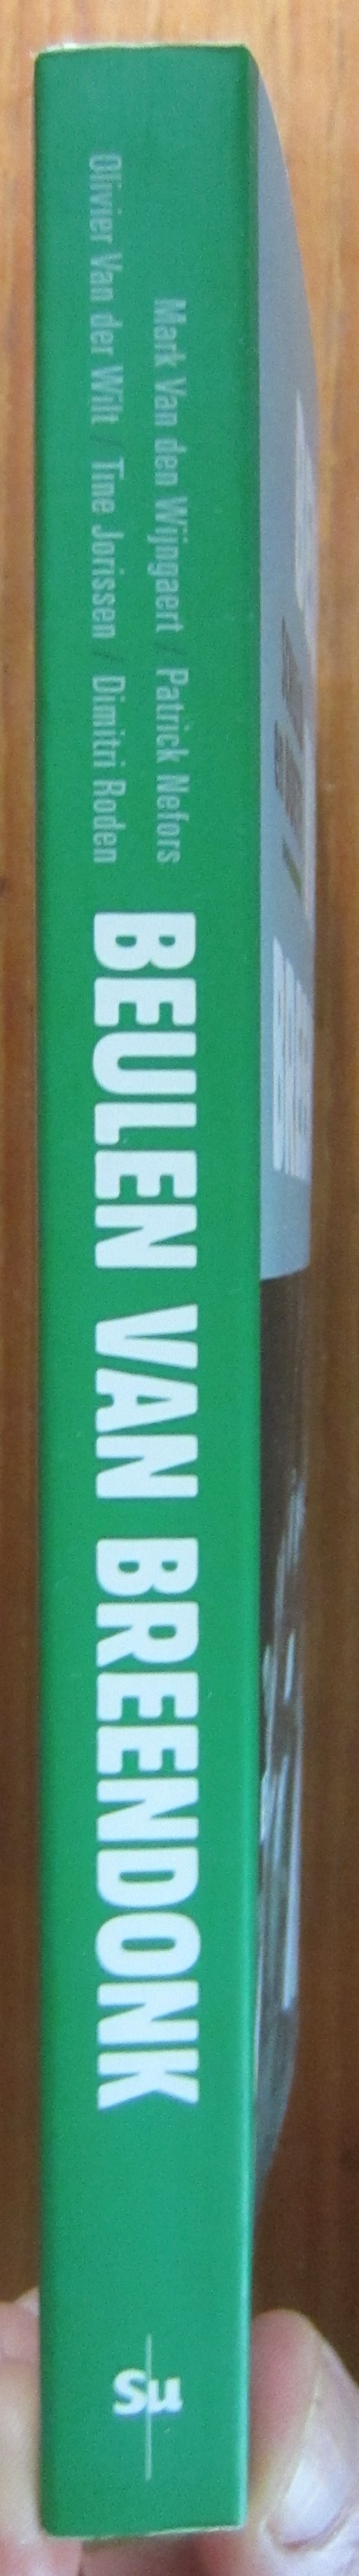 Mark Van den Wijngaert / Patrick Nefors
Olivier Van der Wilt / Tine Jorissen / Dimitri Roden
BEULEN VAN BREENDONK
su